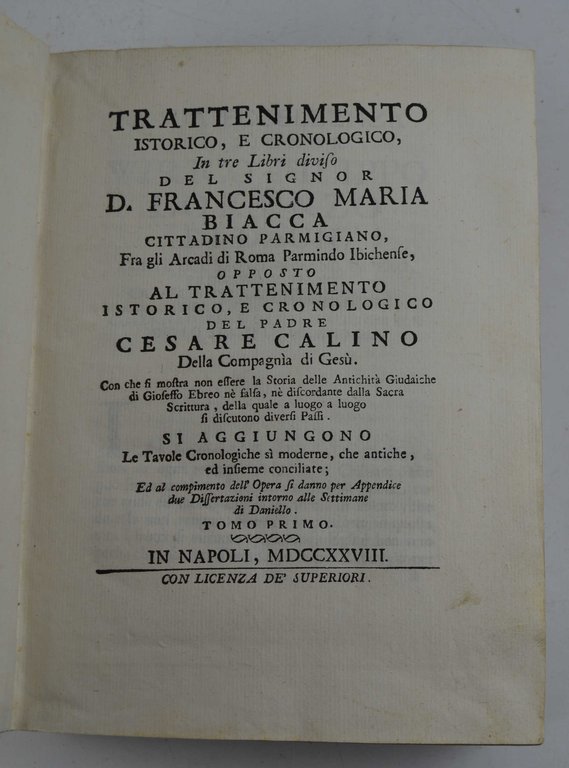 TRATTENIMENTO
ISTORICO, E CRONOLOGICO,
In tre Libri diviſo
DEL SIGNOR
D. FRANCESCO MARIA
BIACCA
CITTADINO PARMIGIANO,
Fra gli Arcadi di Roma Parmindo Ibichenſe,
OPPOSTO
AL TRATTENIMENTO
ISTORICO, E CRONOLOGICO
DEL PADRE
CESARE CALINO
Della Compagnìa di Gesù.
Con che ſi moſtra non eſſere la Storia delle Antichità Giudaiche
di Gioſeffo Ebreo nè falſa, nè diſcordante dalla Sacra
Scrittura, della quale a luogo a luogo
ſi diſcutono diverſi Paſſi.
SI AGGIUNGONO
Le Tavole Cronologiche sì moderne, che antiche,
ed inſieme conciliate;
Ed al compimento dell' Opera ſi danno per Appendice
due Diſſertazioni intorno alle Settimane
di Daniello.
TOMO PRIMO.
IN NAPOLI, MDCCXXVIII.
CON LICENZA DE' SUPERIORI.